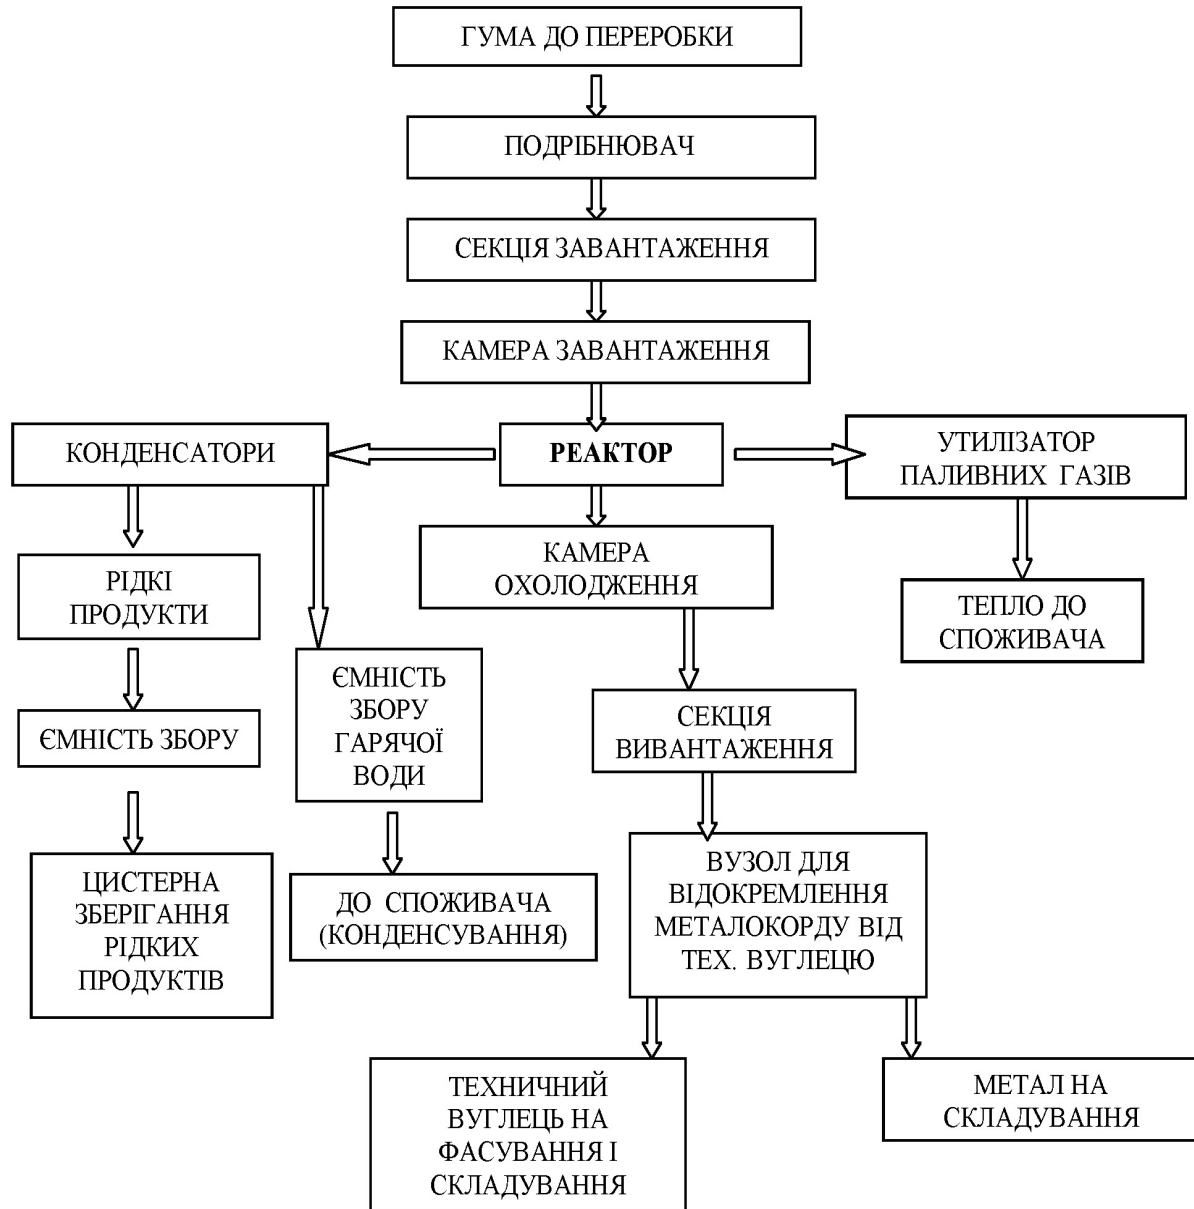 ГУМА ДО ПЕРЕРОБКИ
ПОДРІБНЮВАЧ
СЕКЦІЯ ЗАВАНТАЖЕННЯ
КАМЕРА ЗАВАНТАЖЕННЯ
КОНДЕНСАТОРИ
РЕАКТОР
УТИЛІЗАТОР
ПАЛИВНИХ ГАЗІВ
РІДКІ
ПРОДУКТИ
КАМЕРА
ОХОЛОДЖЕННЯ
ТЕПЛО ДО
СПОЖИВАЧА
ЄМНІСТЬ ЗБОРУ
ЄМНІСТЬ
ЗБОРУ
ГАРЯЧОЇ
ВОДИ
СЕКЦІЯ
ВИВАНТАЖЕННЯ
ЦИСТЕРНА
ЗБЕРІГАННЯ
РІДКИХ
ПРОДУКТІВ
ДО СПОЖИВАЧА
(КОНДЕНСУВАННЯ)
ВУЗОЛ ДЛЯ
ВІДОКРЕМЛЕННЯ
МЕТАЛОКОРДУ ВІД
ТЕХ. ВУГЛЕЦЮ
ТЕХНИЧНИЙ
ВУГЛЕЦЬ НА
ФАСУВАННЯ І
СКЛАДУВАННЯ
МЕТАЛ НА
СКЛАДУВАННЯ